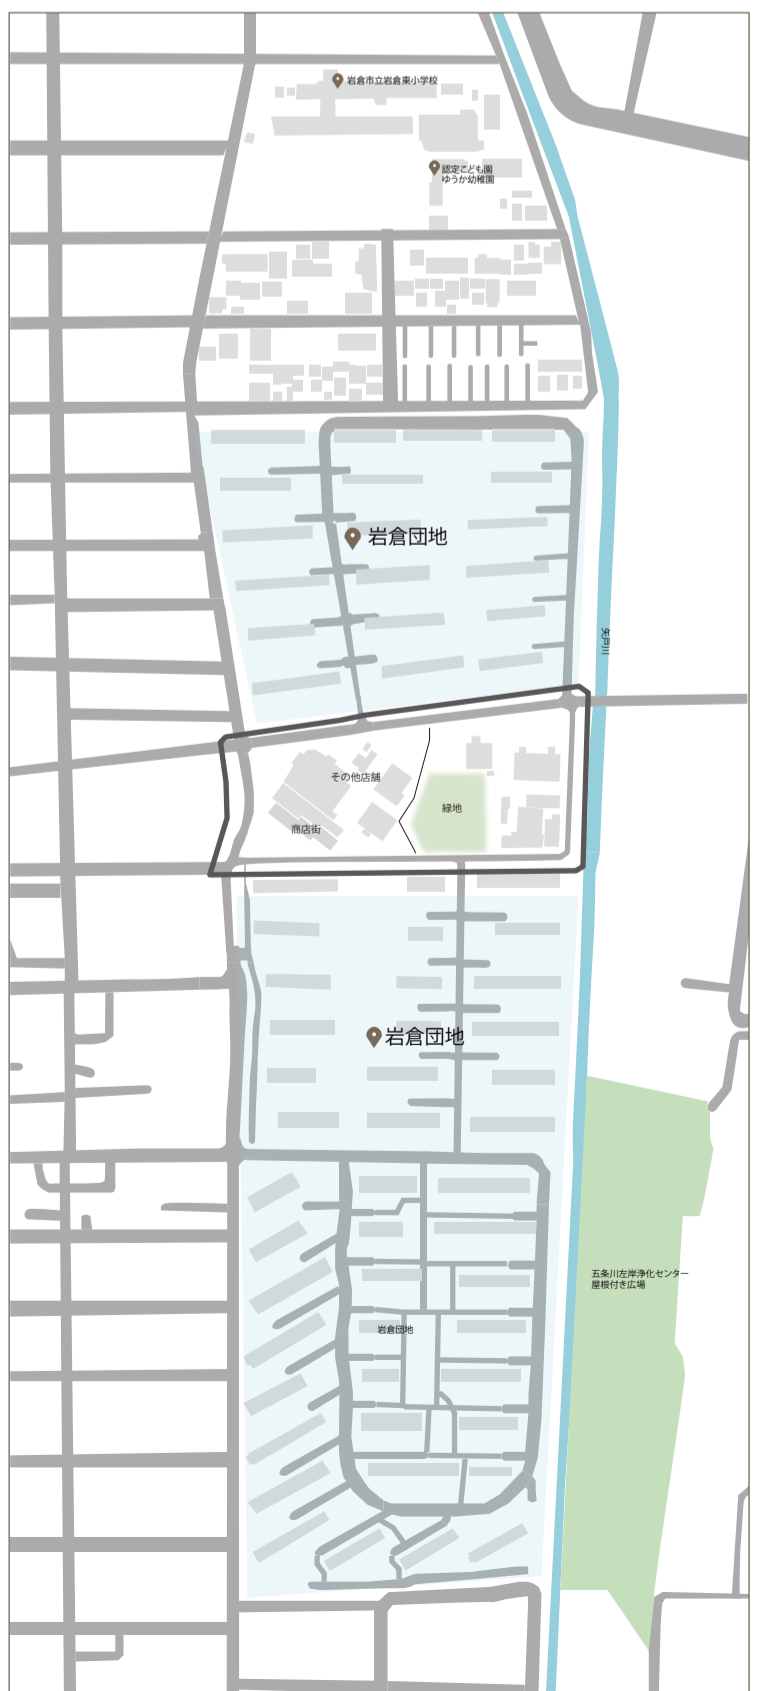 岩倉市立岩倉東小学校
認定こども園
ゆうか幼稚園
岩倉団地
矢戸川
その他店舗
緑地
商店街
岩倉団地
五条川左岸浄化センター
屋根付き広場
岩倉団地